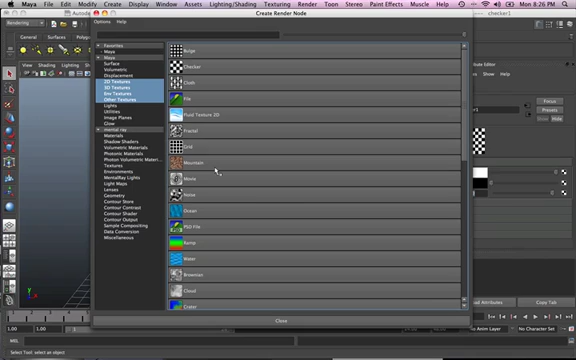 Maya File Edit Modify Create Display Window Assets Lighting/Shading Texturing Render Toon Stereo Paint Effects Mon 8:26 PM
Create Render Node
checker1
Options Help
Rendering
General Curves Surfaces
View Shading Lighting
Favorites
Maya
Maya
Surface
Volumetric
Displacement
2D Textures
3D Textures
Env Textures
Other Textures
Lights
Utilities
Image Planes
Glow
mental ray
Materials
Shadow Shaders
Volumetric Materials
Photonic Materials
Photon Volumetric Materi...
Textures
Environments
MentalRay Lights
Light Maps
Lenses
Geometry
Contour Store
Contour Contrast
Contour Shader
Contour Output
Sample Compositing
Data Conversion
Miscellaneous
Bulge
Checker
Cloth
File
Fluid Texture 2D
Fractal
Grid
Mountain
Movie
Noise
Ocean
PSD File
Ramp
Water
Brownian
Cloud
Crater
Close
Help
Focus
Presets
Show Hide
Copy Tab
1.00 1.00 1
No Character Set
MEL
Select Tool: select an object